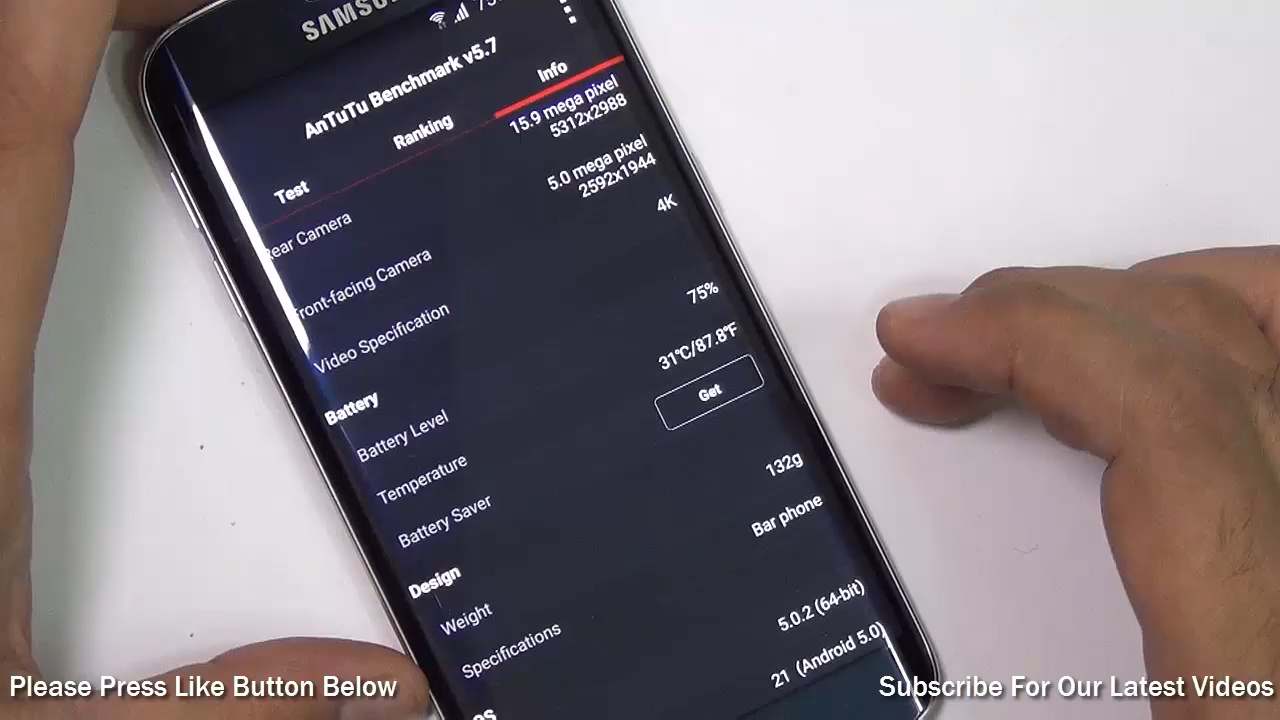 SAMSU
75
AnTuTu Benchmark v5.7
Test Ranking Info
Rear Camera 15.9 mega pixel
5312x2988
Front-facing Camera 5.0 mega pixel
2592x1944
Video Specification 4K
Battery
Battery Level 75%
Temperature 31℃/87.8℉
Battery Saver Get
Design
Weight 132g
Specifications Bar phone
OS
5.0.2 (64-bit)
21 (Android 5.0)
Please Press Like Button Below
Subscribe For Our Latest Videos